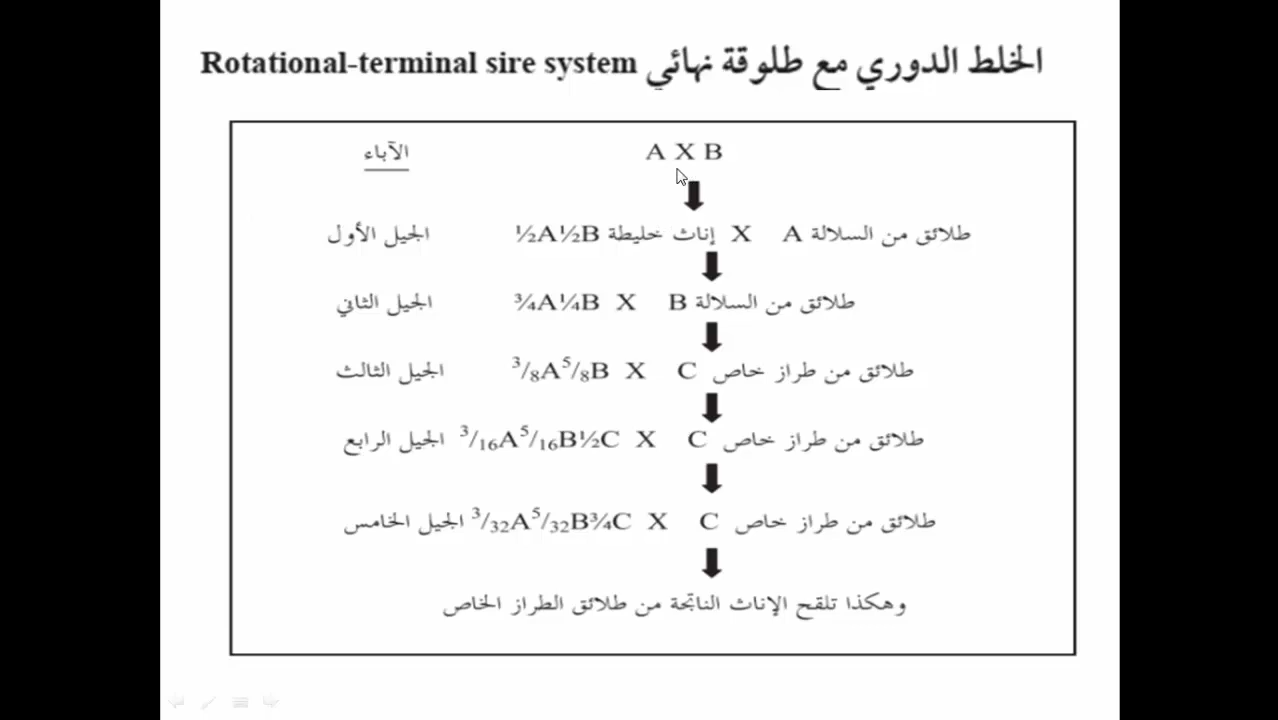 الخلط الدوري مع طلوقة نهائي Rotational-terminal sire system
الآباء A X B
الجيل الأول ½A½B إناث خليطة X A طلائق من السلالة
الجيل الثاني ¾A¼B X B طلائق من السلالة
الجيل الثالث ³/₈A⁵/₈B X C طلائق من طراز خاص
الجيل الرابع ³/₁₆A⁵/₁₆B½C X C طلائق من طراز خاص
الجيل الخامس ³/₃₂A⁵/₃₂B¾C X C طلائق من طراز خاص
وهكذا تلقح الإناث الناتجة من طلائق الطراز الخاص